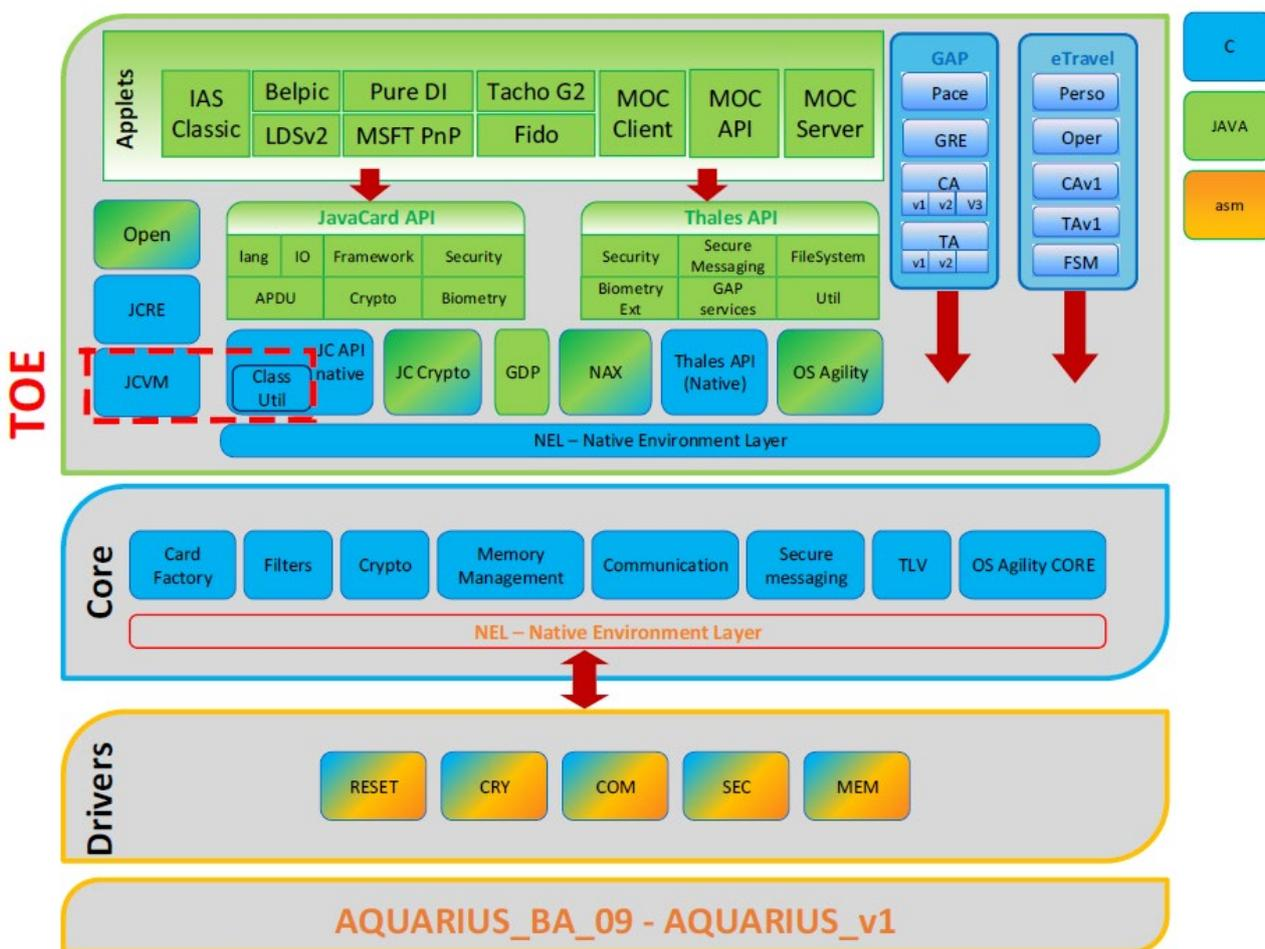 Applets
IAS
Classic
Belpic
LDSv2
Pure DI
MSFT PnP
Tacho G2
Fido
MOC
Client
MOC
API
MOC
Server
GAP
Pace
GRE
CA
v1 v2 V3
TA
v1 v2
eTravel
Perso
Oper
CAv1
TAv1
FSM
C
JAVA
asm
Open
JCRE
JCVM
TOE
JavaCard API
lang IO Framework Security
APDU Crypto Biometry
Thales API
Security
Secure
Messaging
FileSystem
Biometry
Ext
GAP
services
Util
JC API
native
Class
Util
JC Crypto
GDP
NAX
Thales API
(Native)
OS Agility
NEL – Native Environment Layer
Core
Card
Factory
Filters
Crypto
Memory
Management
Communication
Secure
messaging
TLV
OS Agility CORE
NEL – Native Environment Layer
Drivers
RESET
CRY
COM
SEC
MEM
AQUARIUS_BA_09 - AQUARIUS_v1